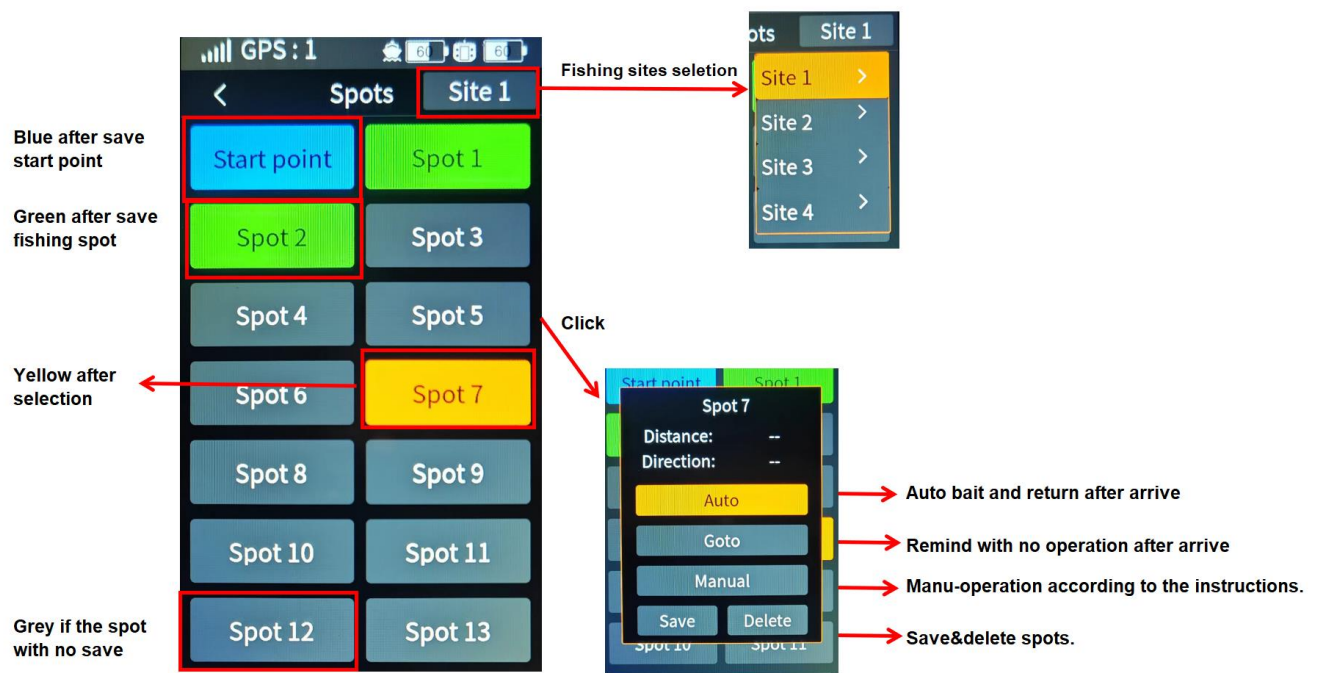 GPS : 1
60
60
Spots
Site 1
Start point
Spot 1
Spot 2
Spot 3
Spot 4
Spot 5
Spot 6
Spot 7
Spot 8
Spot 9
Spot 10
Spot 11
Spot 12
Spot 13
Blue after save
start point
Green after save
fishing spot
Yellow after
selection
Grey if the spot
with no save
Fishing sites seletion
ots
Site 1
Site 1
Site 2
Site 3
Site 4
Click
Start point
Spot 1
Spot 7
Distance: --
Direction: --
Auto
Goto
Manual
Save
Delete
Spot 10
Spot 11
Auto bait and return after arrive
Remind with no operation after arrive
Manu-operation according to the instructions.
Save&delete spots.